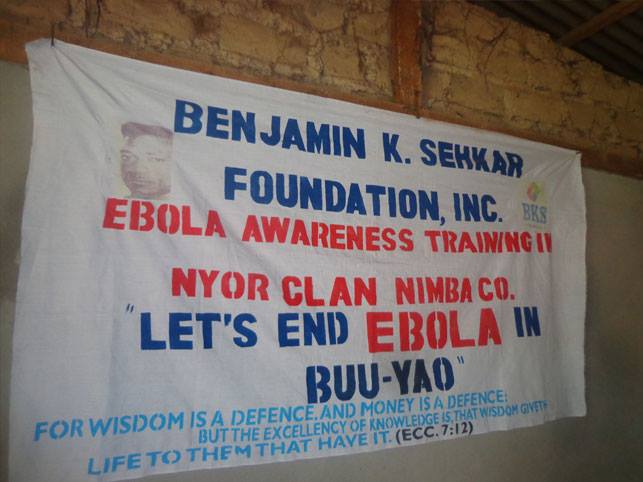 BENJAMIN K. SEHKAR
FOUNDATION, INC.
BKS
EBOLA AWARENESS TRAINING IN
NYOR CLAN NIMBA CO.
"LET'S END EBOLA IN
BUU-YAO"
FOR WISDOM IS A DEFENCE, AND MONEY IS A DEFENCE:
BUT THE EXCELLENCY OF KNOWLEDGE IS, THAT WISDOM GIVETH
LIFE TO THEM THAT HAVE IT. (ECC. 7:12)